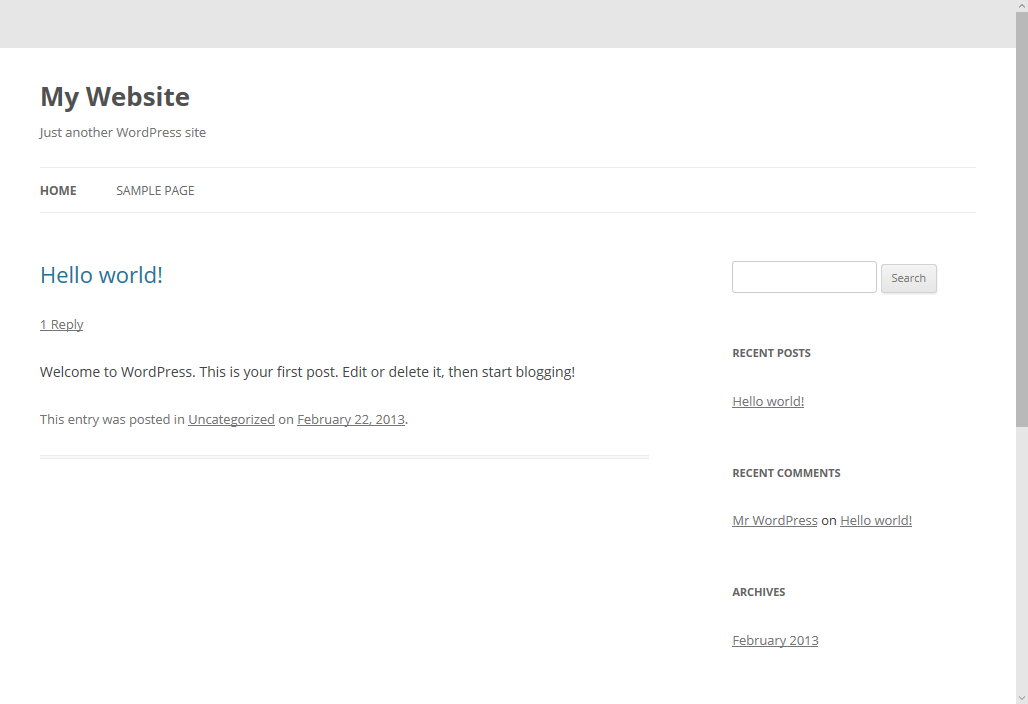 My Website
Just another WordPress site
HOME SAMPLE PAGE
Hello world!
1 Reply
Welcome to WordPress. This is your first post. Edit or delete it, then start blogging!
This entry was posted in Uncategorized on February 22, 2013.
Search
RECENT POSTS
Hello world!
RECENT COMMENTS
Mr WordPress on Hello world!
ARCHIVES
February 2013